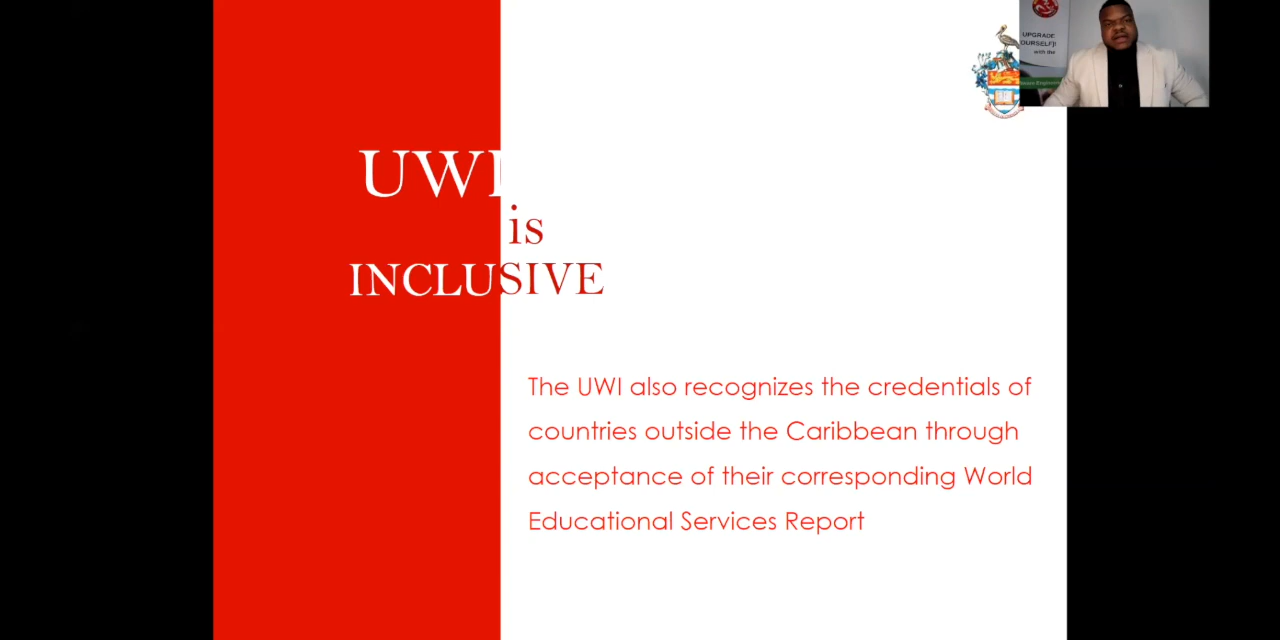 UWI
is
INCLUSIVE
The UWI also recognizes the credentials of
countries outside the Caribbean through
acceptance of their corresponding World
Educational Services Report
UPGRADE
OURSELF]!
with the